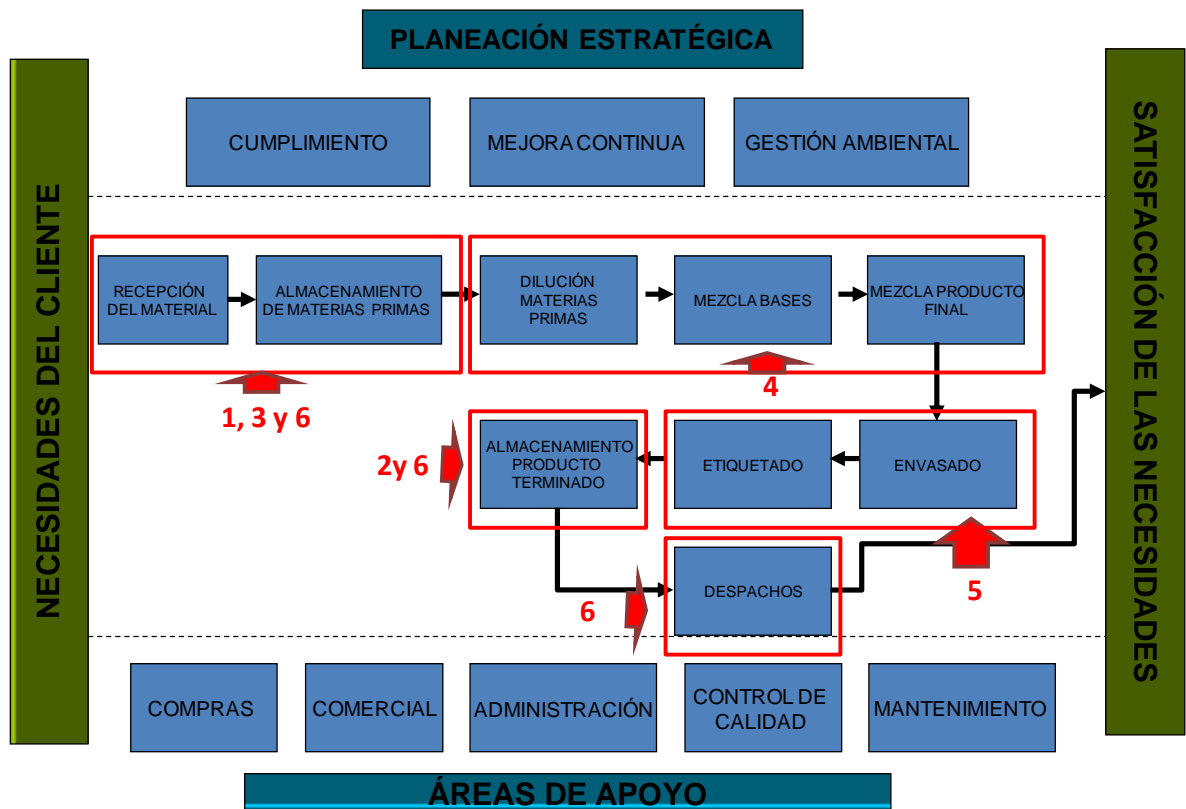 PLANEACIÓN ESTRATÉGICA
CUMPLIMIENTO
MEJORA CONTINUA
GESTIÓN AMBIENTAL
NECESIDADES DEL CLIENTE
SATISFACCIÓN DE LAS NECESIDADES
RECEPCIÓN
DEL MATERIAL
ALMACENAMIENTO
DE MATERIAS PRIMAS
DILUCIÓN
MATERIAS
PRIMAS
MEZCLA BASES
MEZCLA PRODUCTO
FINAL
1, 3 y 6
4
2y 6
ALMACENAMIENTO
PRODUCTO
TERMINADO
ETIQUETADO
ENVASADO
6
DESPACHOS
5
COMPRAS
COMERCIAL
ADMINISTRACIÓN
CONTROL DE
CALIDAD
MANTENIMIENTO
ÁREAS DE APOYO